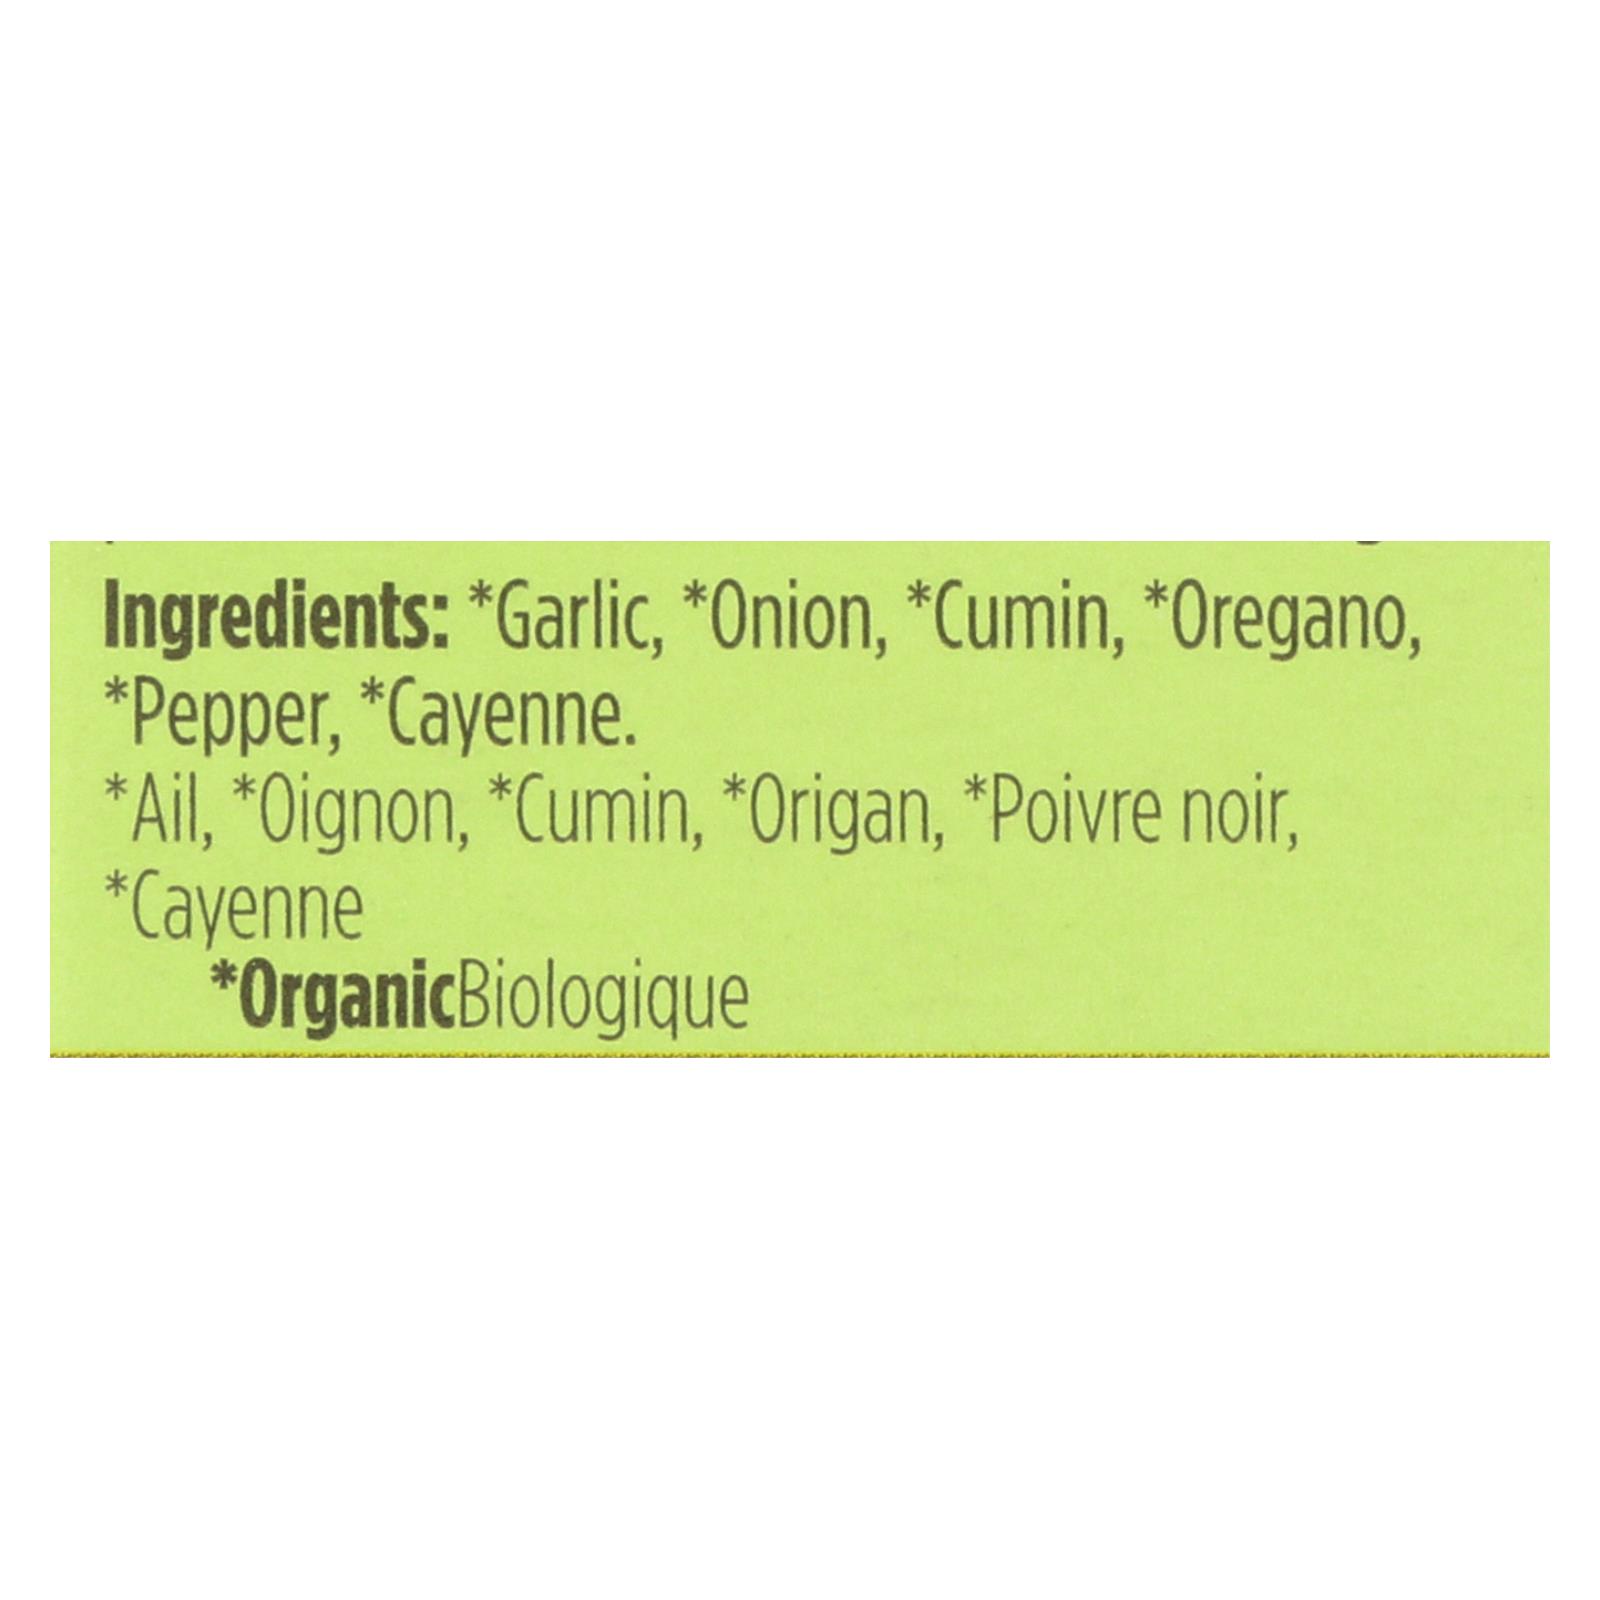 Ingredients: *Garlic, *Onion, *Cumin, *Oregano,
*Pepper, *Cayenne.
*Ail, *Oignon, *Cumin, *Origan, *Poivre noir,
*Cayenne
*OrganicBiologique